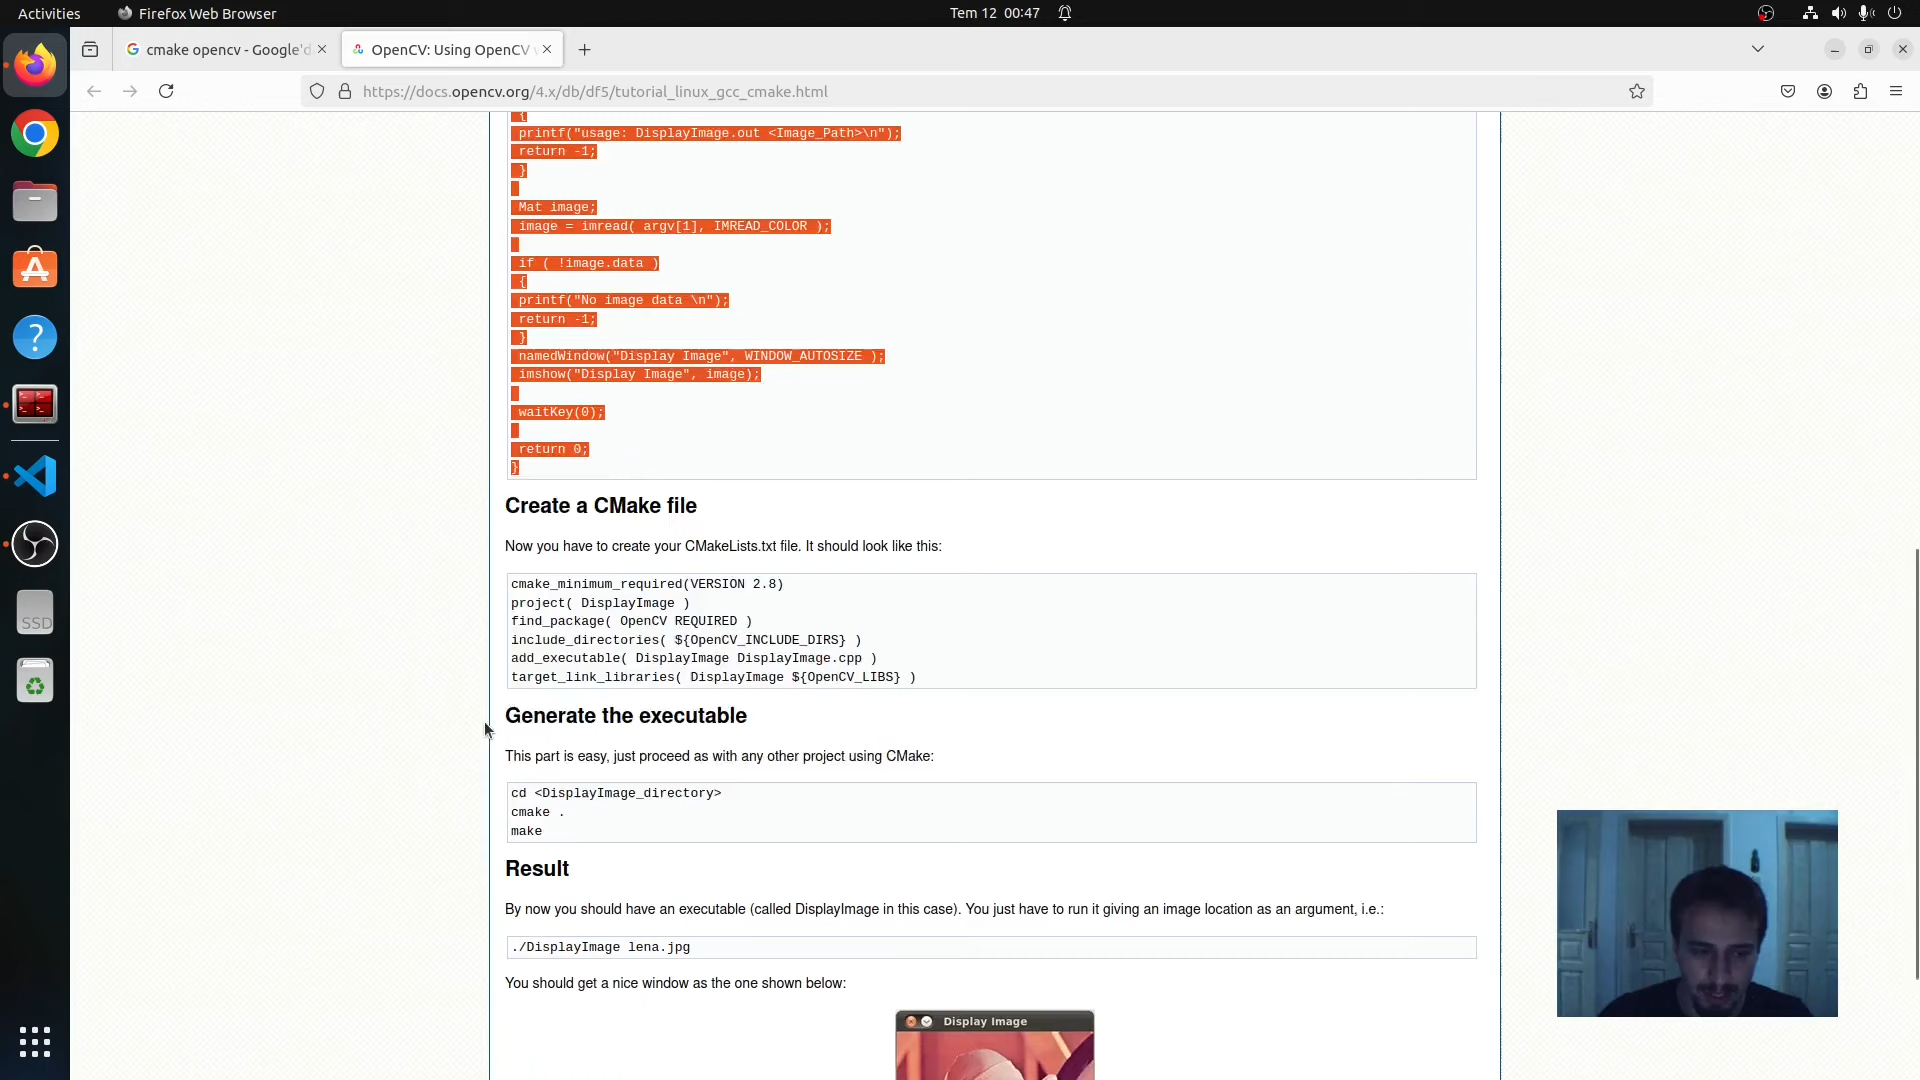 Activities
Firefox Web Browser
Tem 12 00:47
cmake opencv - Google'd
OpenCV: Using OpenCV w
https://docs.opencv.org/4.x/db/df5/tutorial_linux_gcc_cmake.html
{
printf("usage: DisplayImage.out <Image_Path>\n");
return -1;
}
Mat image;
image = imread( argv[1], IMREAD_COLOR );
if ( !image.data )
{
printf("No image data \n");
return -1;
}
namedWindow("Display Image", WINDOW_AUTOSIZE );
imshow("Display Image", image);
waitKey(0);
return 0;
}
Create a CMake file
Now you have to create your CMakeLists.txt file. It should look like this:
cmake_minimum_required(VERSION 2.8)
project( DisplayImage )
find_package( OpenCV REQUIRED )
include_directories( ${OpenCV_INCLUDE_DIRS} )
add_executable( DisplayImage DisplayImage.cpp )
target_link_libraries( DisplayImage ${OpenCV_LIBS} )
Generate the executable
This part is easy, just proceed as with any other project using CMake:
cd <DisplayImage_directory>
cmake .
make
Result
By now you should have an executable (called DisplayImage in this case). You just have to run it giving an image location as an argument, i.e.:
./DisplayImage lena.jpg
You should get a nice window as the one shown below:
Display Image
SSD